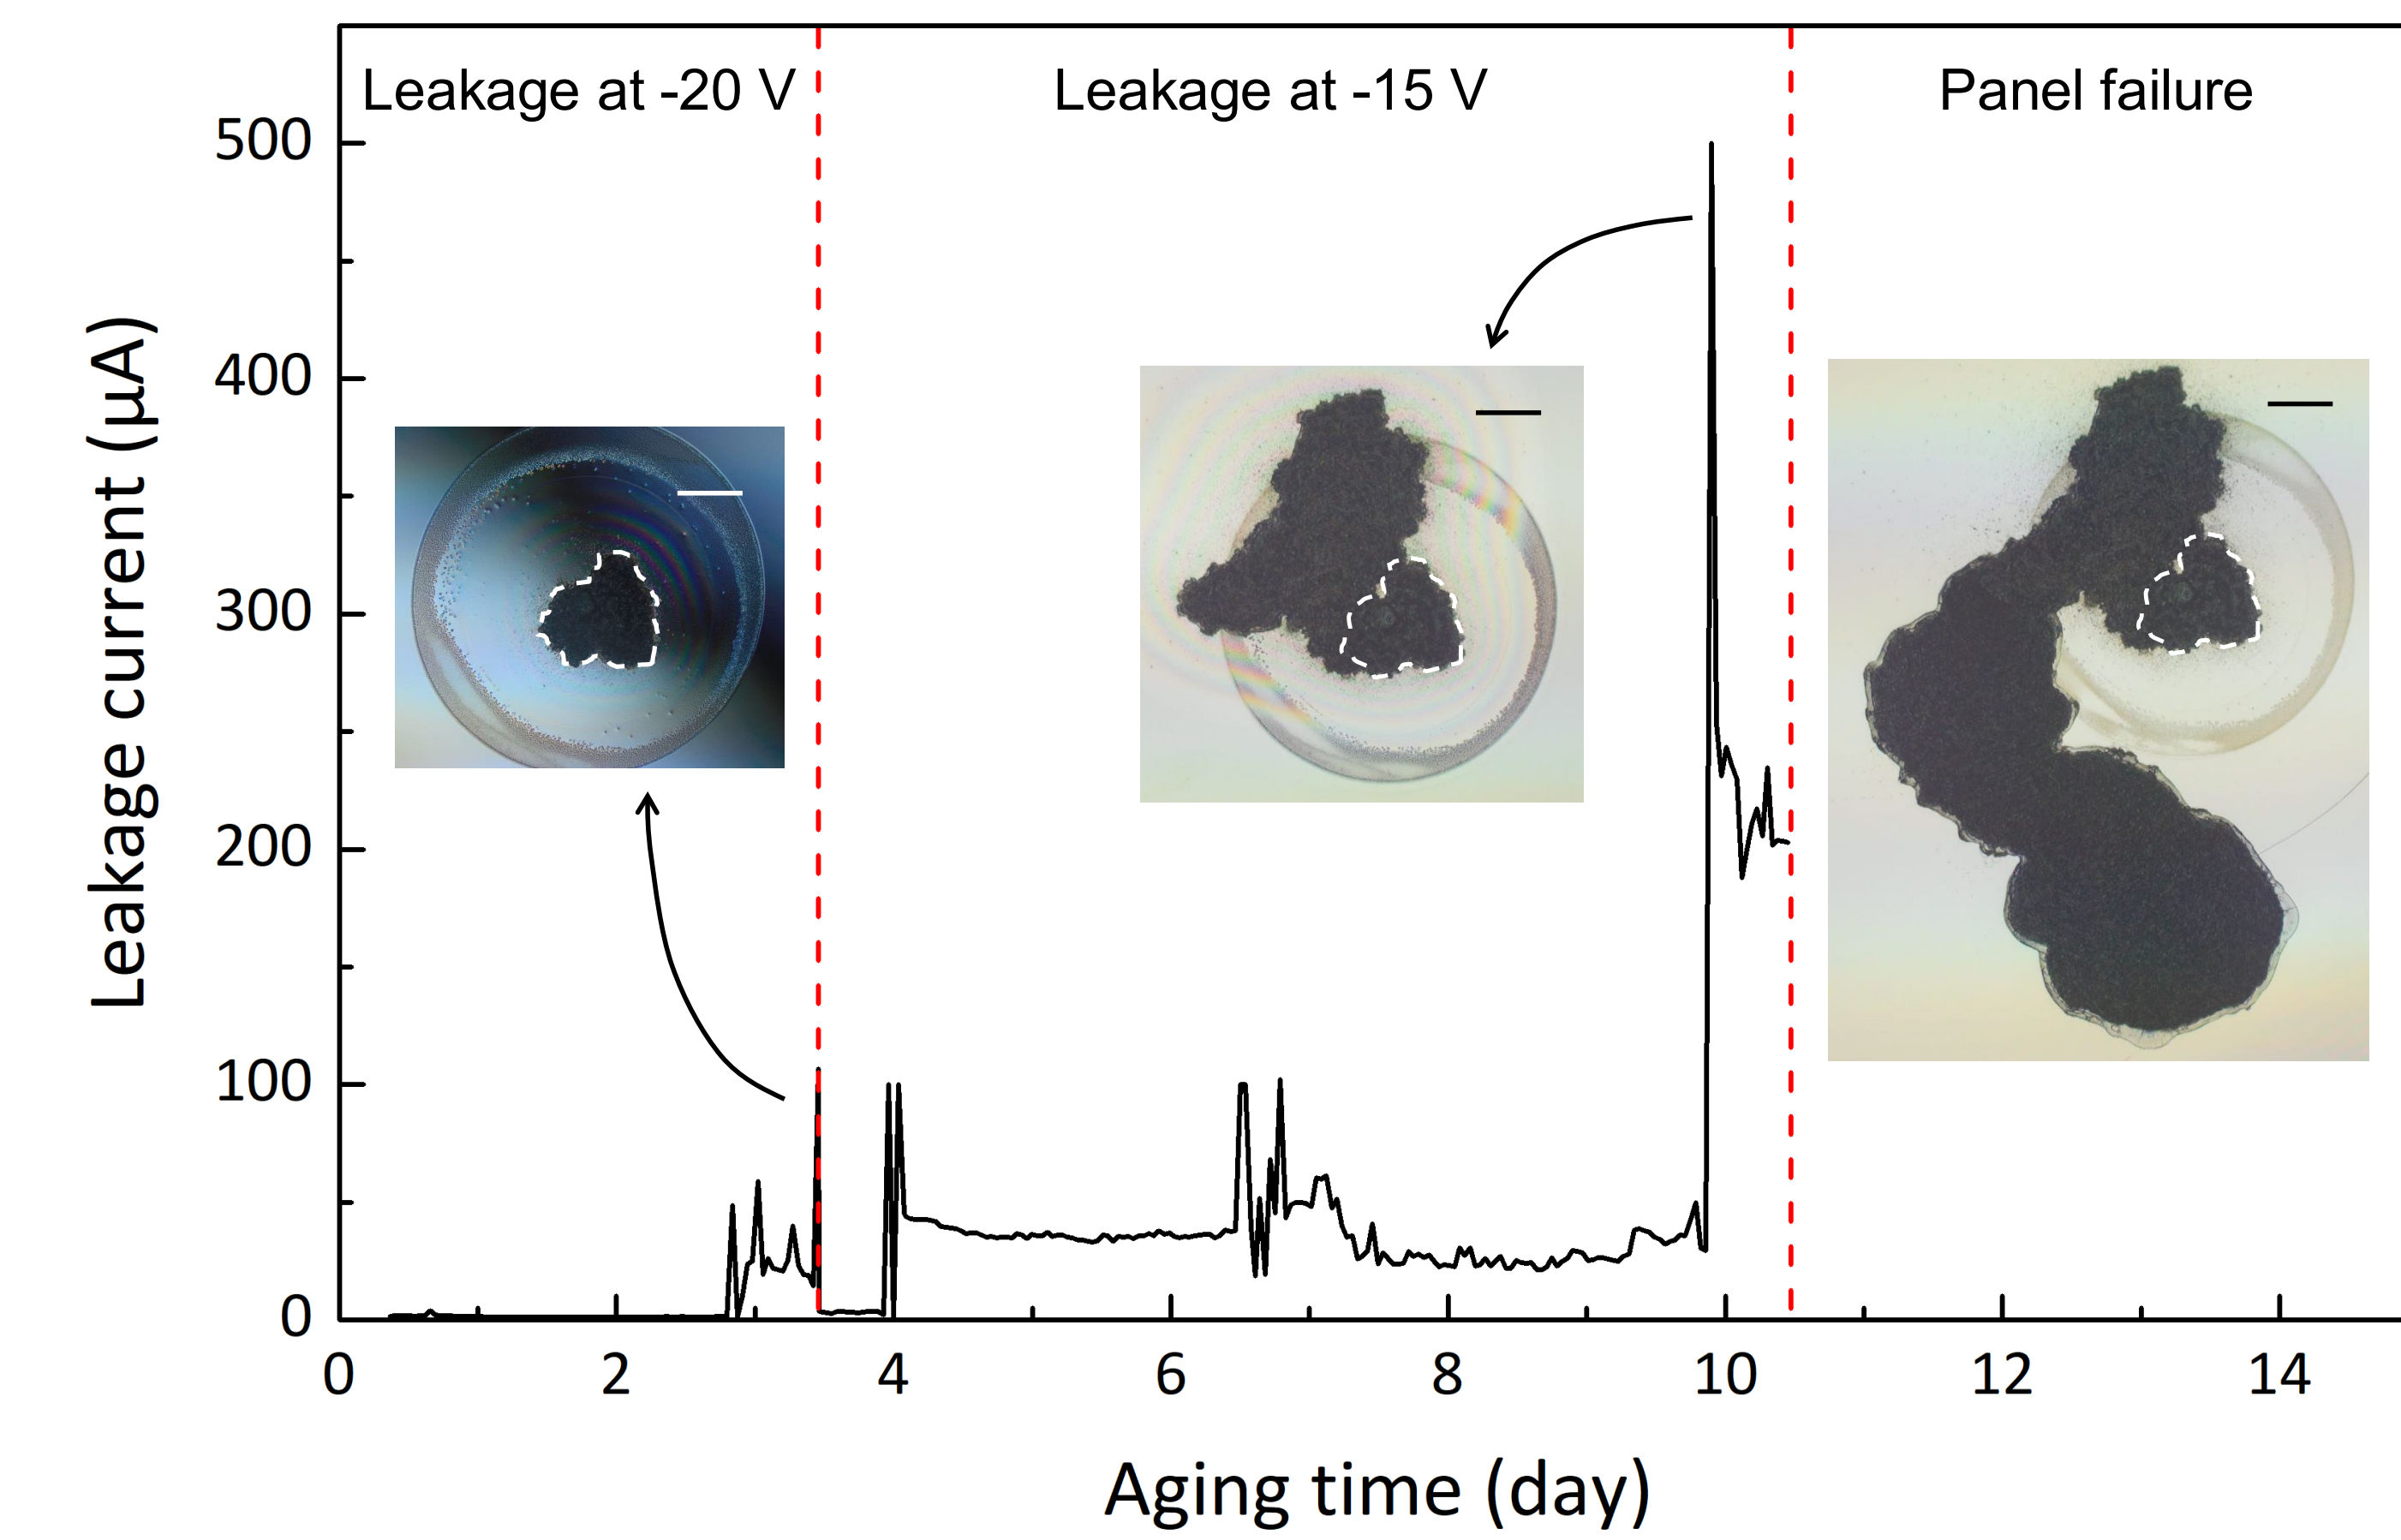 Leakage at -20 V
Leakage at -15 V
Panel failure
Leakage current (µA)
500
400
300
200
100
0
0 2 4 6 8 10 12 14
Aging time (day)